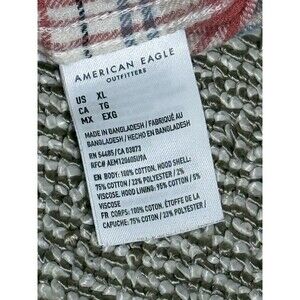 AMERICAN EAGLE
OUTFITTERS
US XL
CA TG
MX EXG
MADE IN BANGLADESH / FABRIQUÉ AU
BANGLADESH / HECHO EN BANGLADESH
RN 54485/CA 03873
RFC# AEM120605U9A
EN BODY: 100% COTTON, HOOD SHELL:
75% COTTON / 23% POLYESTER / 2%
VISCOSE, HOOD LINING: 95% COTTON / 5%
VISCOSE.
FR CORPS: 100% COTON. ÉTOFFE DE LA
CAPUCHE: 75% COTON / 23% POLYESTER /